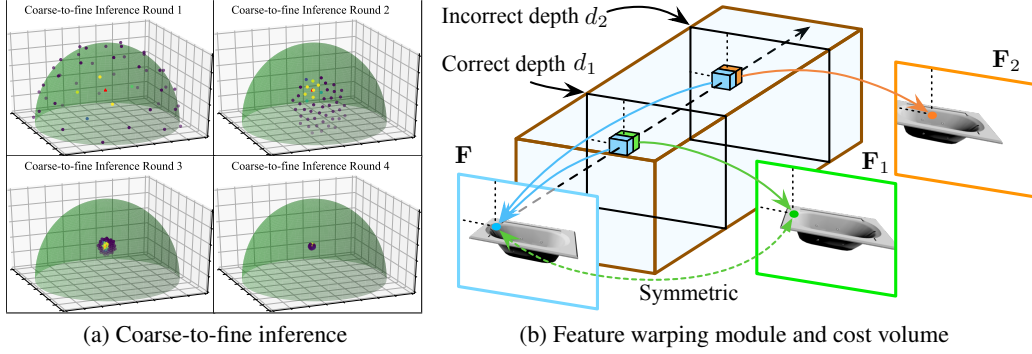 Coarse-to-fine Inference Round 1
Coarse-to-fine Inference Round 2
Coarse-to-fine Inference Round 3
Coarse-to-fine Inference Round 4
(a) Coarse-to-fine inference
Incorrect depth d₂
Correct depth d₁
F
F₁
F₂
Symmetric
(b) Feature warping module and cost volume